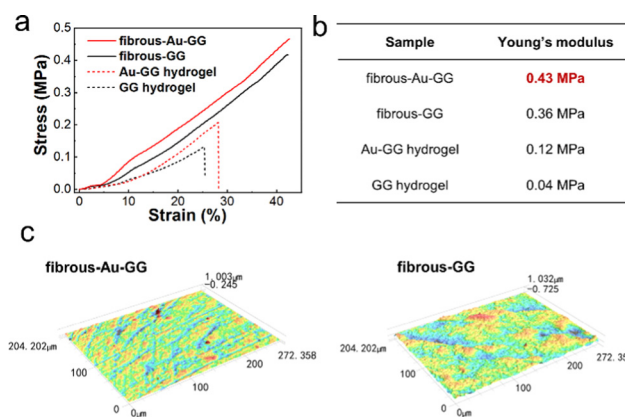 a
fibrous-Au-GG
fibrous-GG
Au-GG hydrogel
GG hydrogel
Stress (MPa)
0.5
0.4
0.3
0.2
0.1
0.0
0 10 20 30 40
Strain (%)
b
Sample Young's modulus
fibrous-Au-GG 0.43 MPa
fibrous-GG 0.36 MPa
Au-GG hydrogel 0.12 MPa
GG hydrogel 0.04 MPa
c
fibrous-Au-GG
1.003μm
-0.245
204.202μm
272.358
100
200
100
0 0μm
fibrous-GG
1.032μm
-0.725
204.202μm
272.358
100
200
100
0 0μm